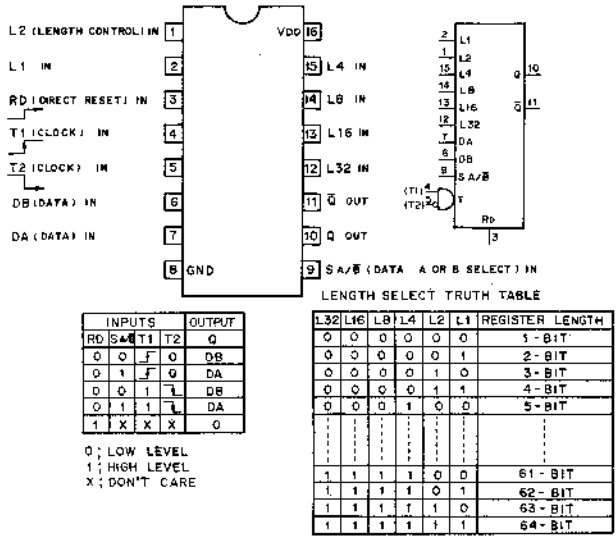 L2 (LENGTH CONTROL) IN 1
L1 IN 2
RD (DIRECT RESET) IN 3
T1 (CLOCK) IN 4
T2 (CLOCK) IN 5
DB (DATA) IN 6
DA (DATA) IN 7
8 GND
VDD 16
15 L4 IN
14 L8 IN
13 L16 IN
12 L32 IN
11 Q̅ OUT
10 Q OUT
9 S A/B̅ (DATA A OR B SELECT) IN
2 L1
1 L2
15 L4
14 L8
13 L16
12 L32
7 DA
6 DB
9 S A/B̅
(T1) 4
(T2) 5
T
RD
3
Q 10
Q̅ 11
INPUTS OUTPUT
RD SA/B̅ T1 T2 Q
0 0 0 DB
0 1 0 DA
0 0 1 DB
0 1 1 DA
1 X X X 0
0 ; LOW LEVEL
1 ; HIGH LEVEL
X ; DON'T CARE
LENGTH SELECT TRUTH TABLE
L32 L16 L8 L4 L2 L1 REGISTER LENGTH
0 0 0 0 0 0 1-BIT
0 0 0 0 0 1 2-BIT
0 0 0 0 1 0 3-BIT
0 0 0 0 1 1 4-BIT
0 0 0 1 0 0 5-BIT
1 1 1 1 0 0 61-BIT
1 1 1 1 0 1 62-BIT
1 1 1 1 1 0 63-BIT
1 1 1 1 1 1 64-BIT